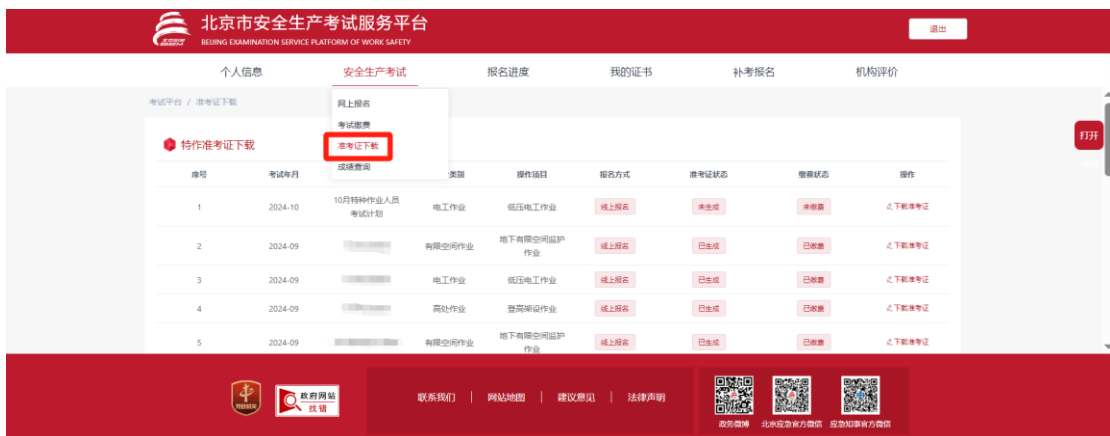 北京市安全生产考试服务平台
BEIJING EXAMINATION SERVICE PLATFORM OF WORK SAFETY
退出
个人信息 安全生产考试 报名进度 我的证书 补考报名 机构评价
考试平台 / 准考证下载
网上报名
考试缴费
准考证下载
成绩查询
打开
特作准考证下载
序号 考试年月 类别 操作项目 报名方式 准考证状态 缴费状态 操作
1 2024-10 10月特种作业人员考试计划 电工作业 低压电工作业 线上报名 未生成 未缴费 下载准考证
2 2024-09 有限空间作业 地下有限空间监护作业 线上报名 已生成 已缴费 下载准考证
3 2024-09 电工作业 低压电工作业 线上报名 已生成 已缴费 下载准考证
4 2024-09 高处作业 登高架设作业 线上报名 已生成 已缴费 下载准考证
5 2024-09 有限空间作业 地下有限空间监护作业 线上报名 已生成 已缴费 下载准考证
党政机关
政府网站
找错
联系我们 | 网站地图 | 建议意见 | 法律声明
政务微博 北京应急官方微信 应急知事官方微信